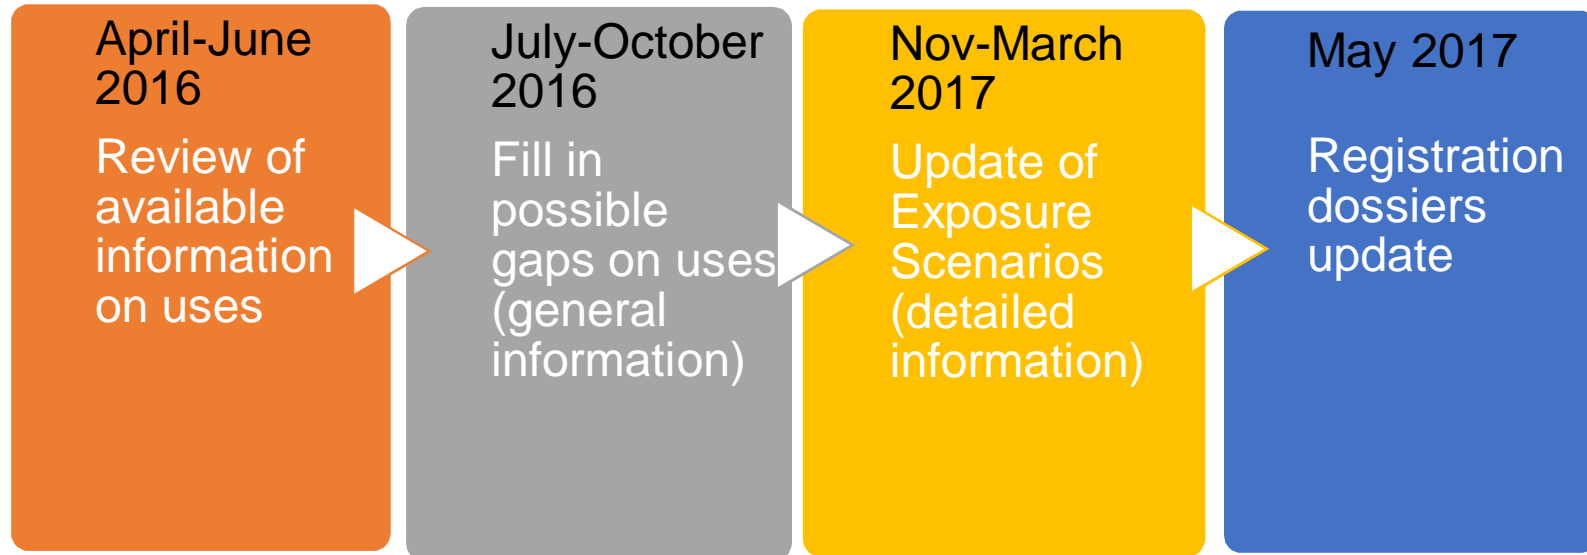 April-June
2016
Review of
available
information
on uses
July-October
2016
Fill in
possible
gaps on uses
(general
information)
Nov-March
2017
Update of
Exposure
Scenarios
(detailed
information)
May 2017
Registration
dossiers
update